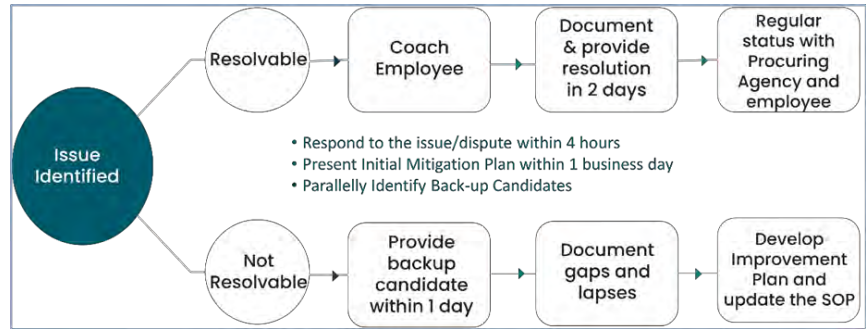 Issue
Identified
Resolvable
Coach
Employee
Document
& provide
resolution
in 2 days
Regular
status with
Procuring
Agency and
employee
• Respond to the issue/dispute within 4 hours
• Present Initial Mitigation Plan within 1 business day
• Parallelly Identify Back-up Candidates
Not
Resolvable
Provide
backup
candidate
within 1 day
Document
gaps and
lapses
Develop
Improvement
Plan and
update the SOP